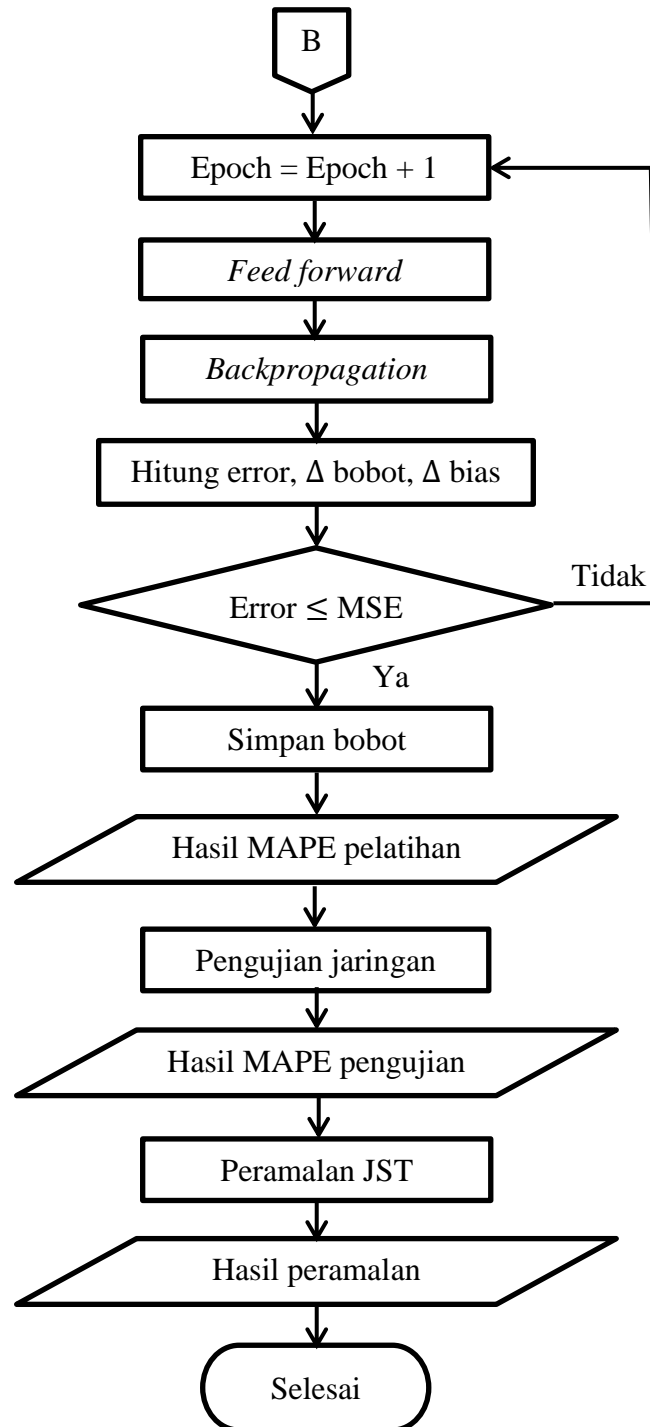 B
Epoch = Epoch + 1
Feed forward
Backpropagation
Hitung error, Δ bobot, Δ bias
Tidak
Error ≤ MSE
Ya
Simpan bobot
Hasil MAPE pelatihan
Pengujian jaringan
Hasil MAPE pengujian
Peramalan JST
Hasil peramalan
Selesai